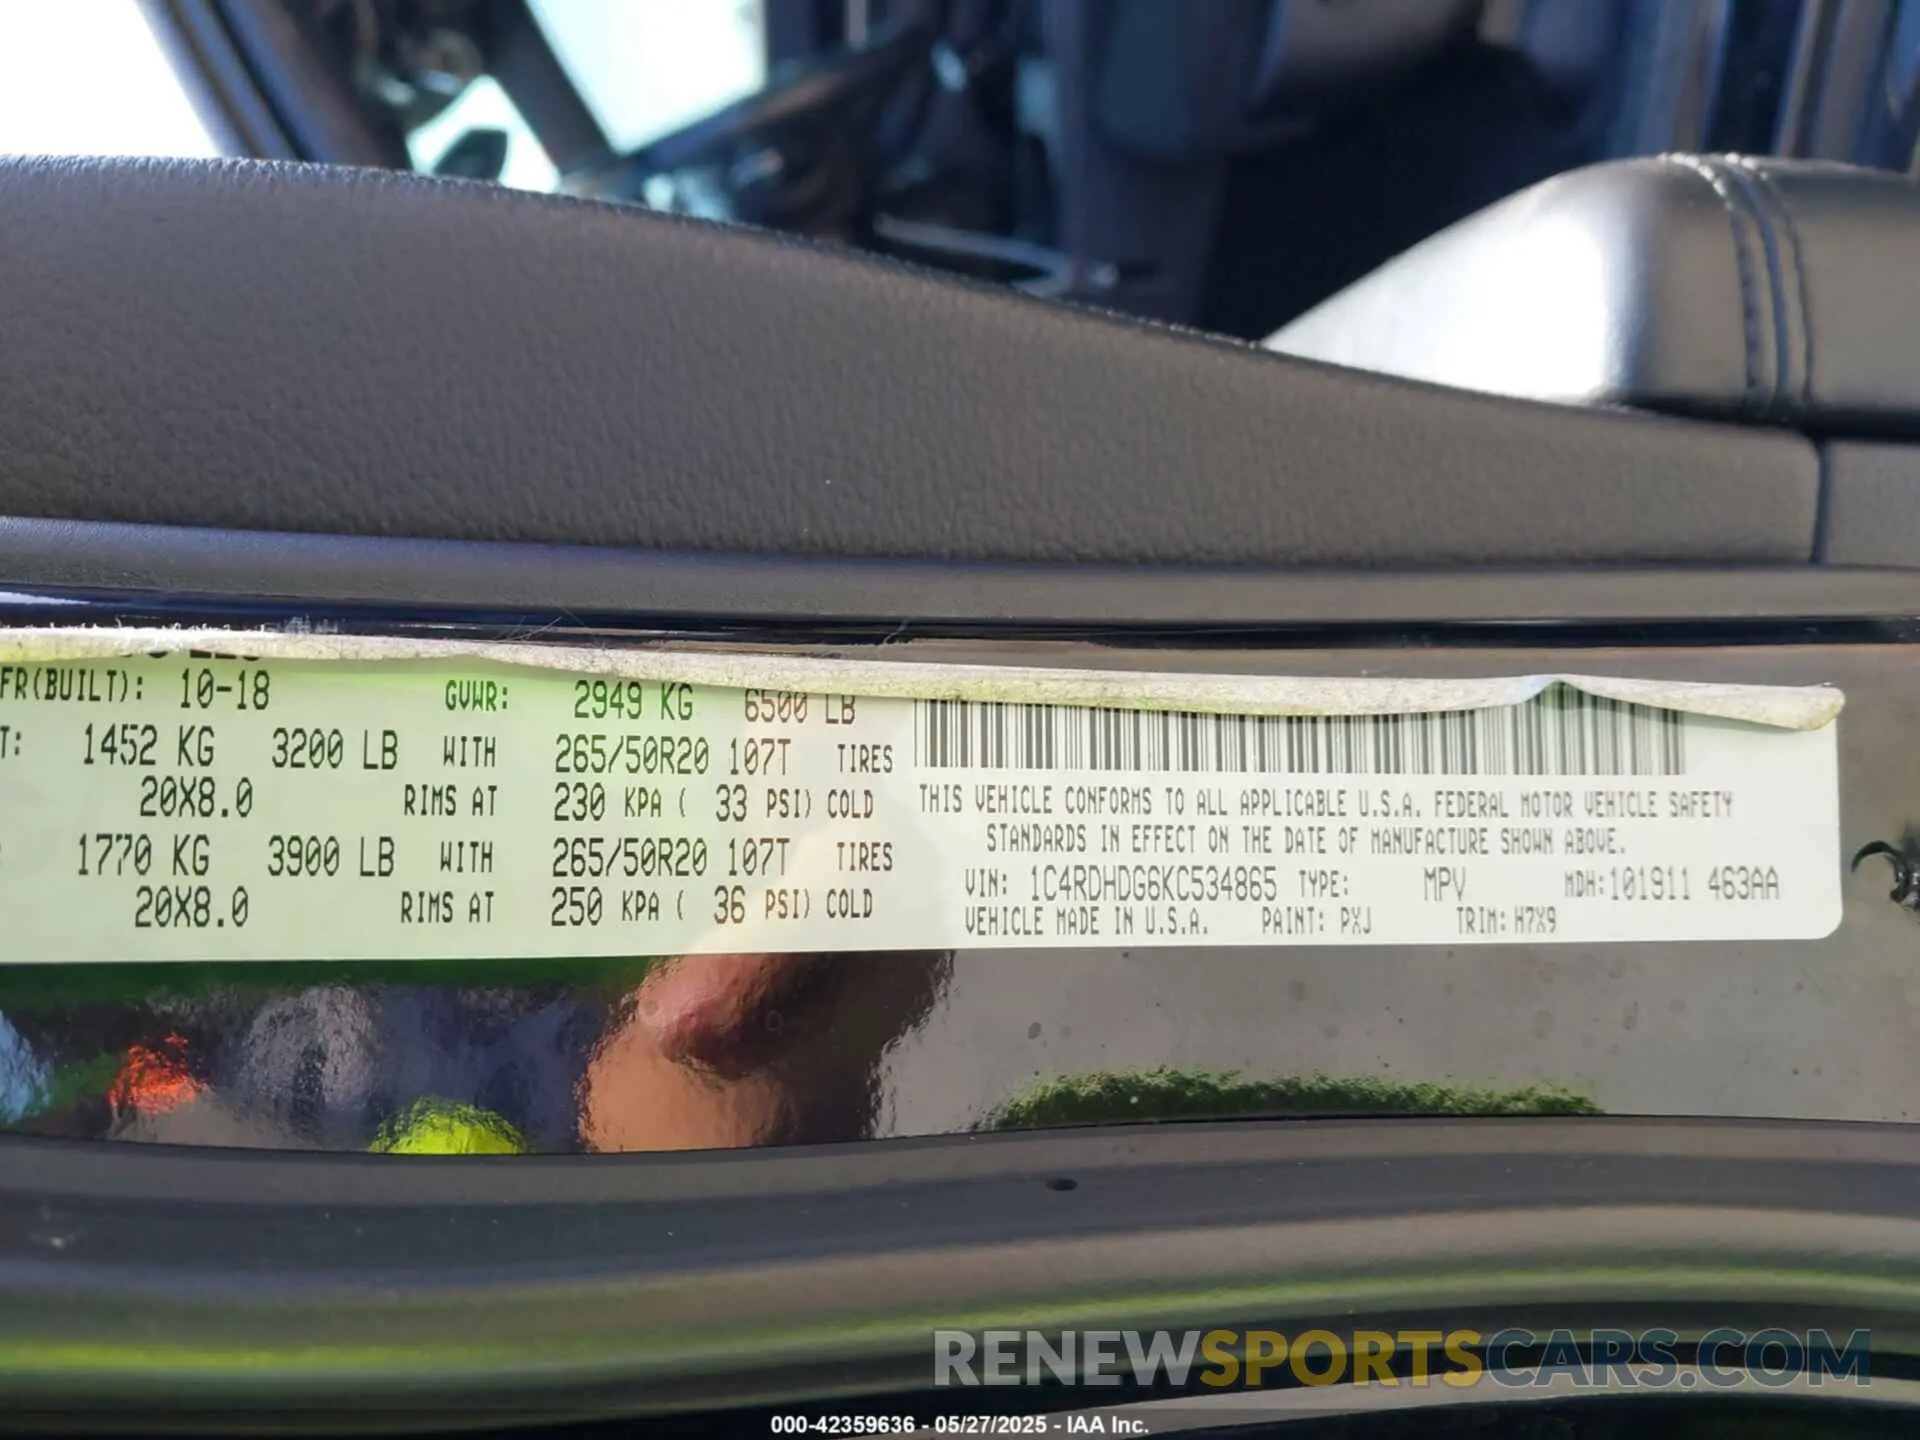 FR(BUILT): 10-18 GVWR: 2949 KG 6500 LB
T: 1452 KG 3200 LB WITH 265/50R20 107T TIRES
20X8.0 RIMS AT 230 KPA ( 33 PSI) COLD
1770 KG 3900 LB WITH 265/50R20 107T TIRES
20X8.0 RIMS AT 250 KPA ( 36 PSI) COLD
THIS VEHICLE CONFORMS TO ALL APPLICABLE U.S.A. FEDERAL MOTOR VEHICLE SAFETY
STANDARDS IN EFFECT ON THE DATE OF MANUFACTURE SHOWN ABOVE.
VIN: 1C4RDHDG6KC534865 TYPE: MPV MDH:101911 463AA
VEHICLE MADE IN U.S.A. PAINT: PXJ TRIM: H7X9
RENEWSPORTSCARS.COM
000-42359636 - 05/27/2025 - IAA Inc.